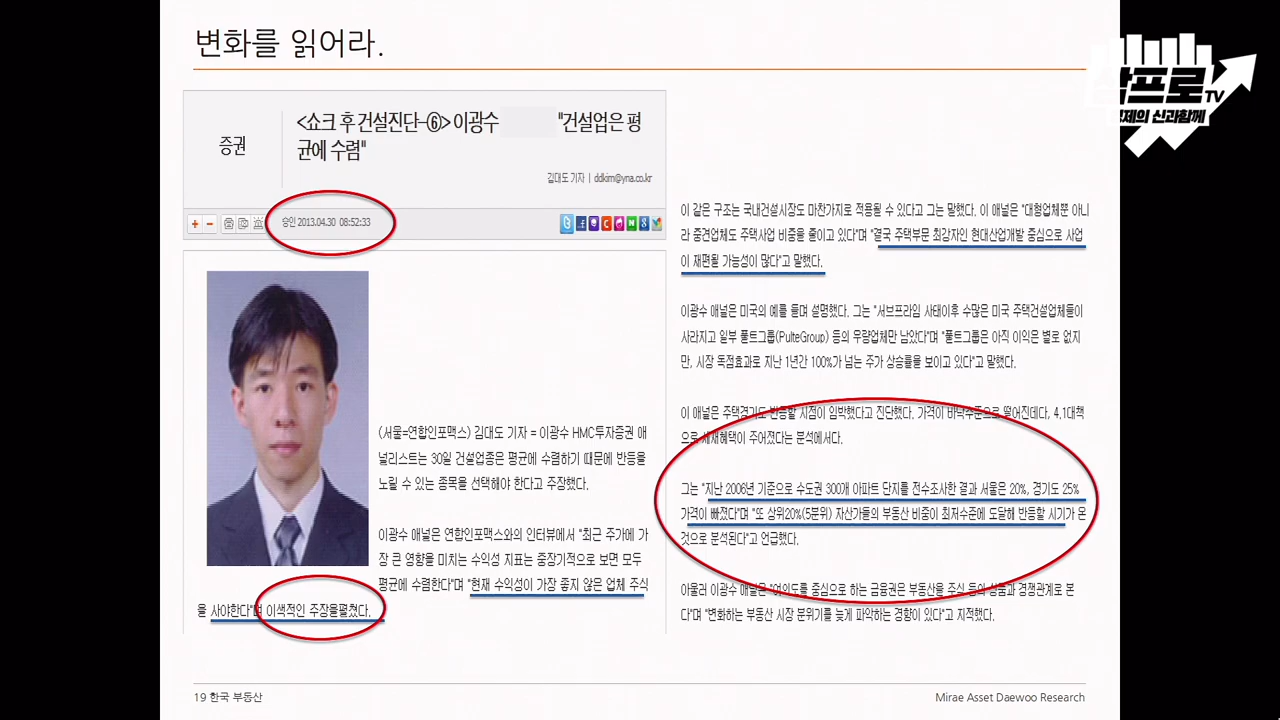 변화를 읽어라.
프로TV
경제의 신과함께
증권
<쇼크 후 건설진단-⑥> 이광수 "건설업은 평
균에 수렴"
김대도 기자 | ddkim@yna.co.kr
승인 2013.04.30 08:52:33
(서울=연합인포맥스) 김대도 기자 = 이광수 HMC투자증권 애
널리스트는 30일 건설업종은 평균에 수렴하기 때문에 반등을
노릴 수 있는 종목을 선택해야 한다고 주장했다.
이광수 애널은 연합인포맥스와의 인터뷰에서 "최근 주가에 가
장 큰 영향을 미치는 수익성 지표는 중장기적으로 보면 모두
평균에 수렴한다"며 "현재 수익성이 가장 좋지 않은 업체 주식
을 사야한다"며 이색적인 주장을펼쳤다.
이 같은 구조는 국내건설시장도 마찬가지로 적용될 수 있다고 그는 말했다. 이 애널은 "대형업체뿐 아니
라 중견업체도 주택사업 비중을 줄이고 있다"며 "결국 주택부문 최강자인 현대산업개발 중심으로 사업
이 재편될 가능성이 많다"고 말했다.
이광수 애널은 미국의 예를 들며 설명했다. 그는 "서브프라임 사태이후 수많은 미국 주택건설업체들이
사라지고 일부 풀트그룹(PulteGroup) 등의 우량업체만 남았다"며 "풀트그룹은 아직 이익은 별로 없지
만, 시장 독점효과로 지난 1년간 100%가 넘는 주가 상승률을 보이고 있다"고 말했다.
이 애널은 주택경기도 반등할 시점이 임박했다고 진단했다. 가격이 바닥수준으로 떨어진데다, 4.1대책
으로 세제혜택이 주어졌다는 분석에서다.
그는 "지난 2006년 기준으로 수도권 300개 아파트 단지를 전수조사한 결과 서울은 20%, 경기도 25%
가격이 빠졌다"며 "또 상위20%(5분위) 자산가들의 부동산 비중이 최저수준에 도달해 반등할 시기가 온
것으로 분석된다"고 언급했다.
아울러 이광수 애널은 "여의도를 중심으로 하는 금융권은 부동산을 주식 등의 상품과 경쟁관계로 본
다"며 "변화하는 부동산 시장 분위기를 늦게 파악하는 경향이 있다"고 지적했다.
19 한국 부동산
Mirae Asset Daewoo Research